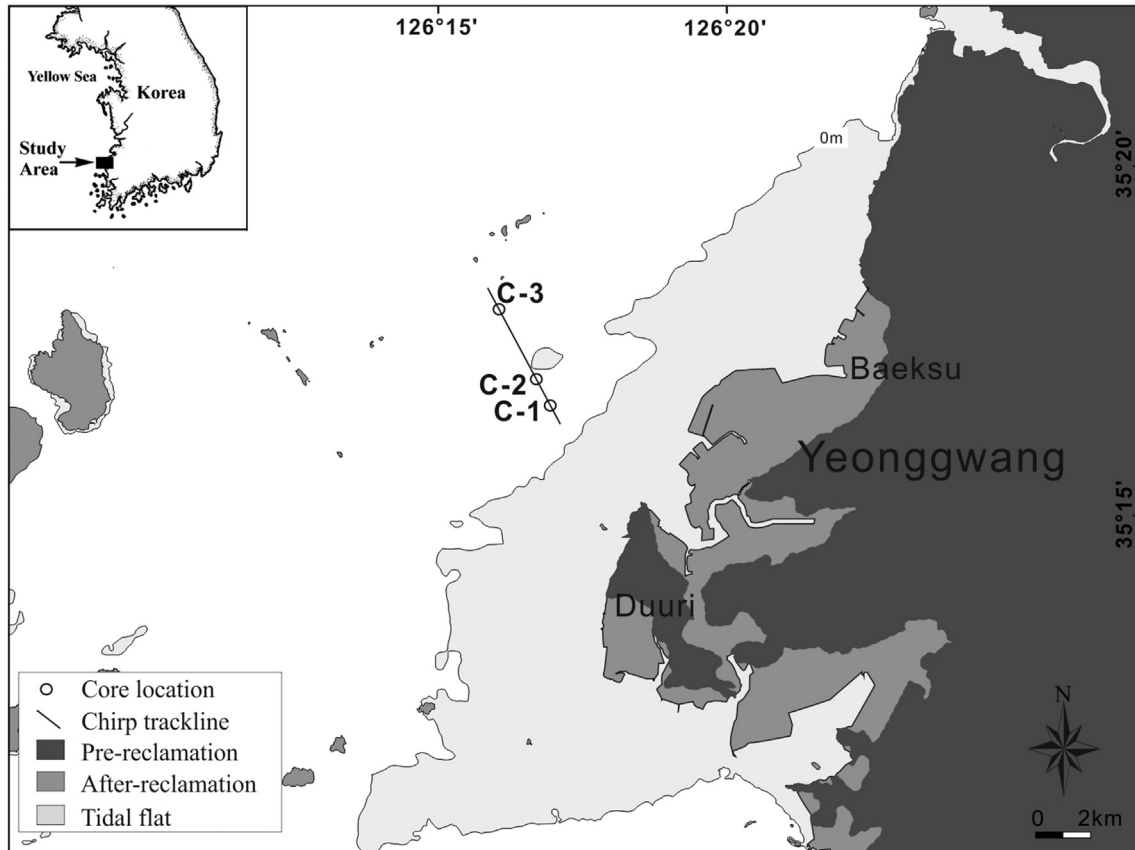 126°15'
126°20'
Yellow Sea
Korea
Study
Area
0m
35°20'
C-3
C-2
C-1
Baeksu
Yeonggwang
35°15'
Duuri
Core location
Chirp trackline
Pre-reclamation
After-reclamation
Tidal flat
N
0 2km